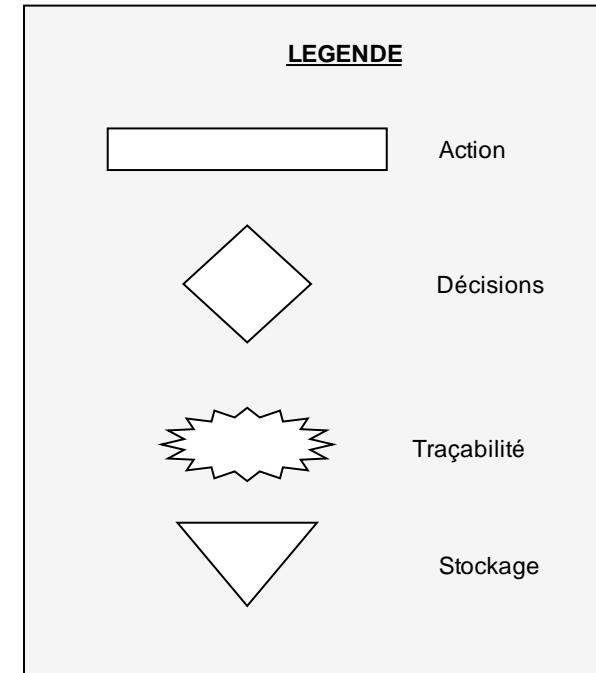 LEGENDE
Action
Décisions
Traçabilité
Stockage